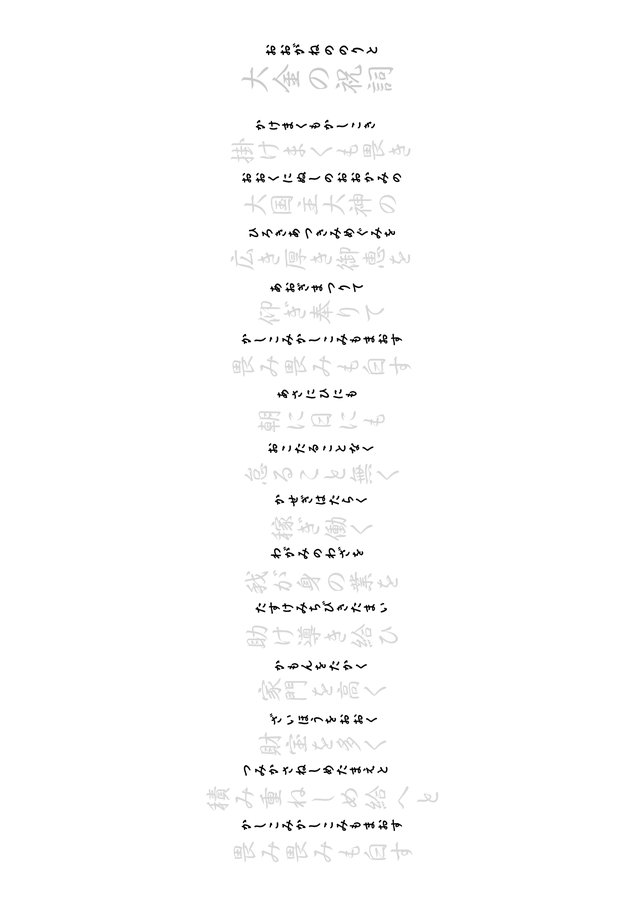 おおがねののりと
大金の祝詞
かけまくもかしこき
掛けまくも畏き
おおくにぬしのおおかみの
大国主大神の
ひろきあつきみめぐみを
広き厚き御恵を
あおぎまつりて
仰ぎ奉りて
かしこみかしこみもまおす
畏み畏みも白す
あさにひにも
朝に日にも
おこたることなく
怠ること無く
かせぎはたらく
稼ぎ働く
わがみのわざを
我が身の業を
たすけみちびきたまい
助け導き給ひ
かもんをたかく
家門を高く
ざいほうをおおく
財宝を多く
つみかさねしめたまえと
積み重ねしめ給へと
かしこみかしこみもまおす
畏み畏みも白す